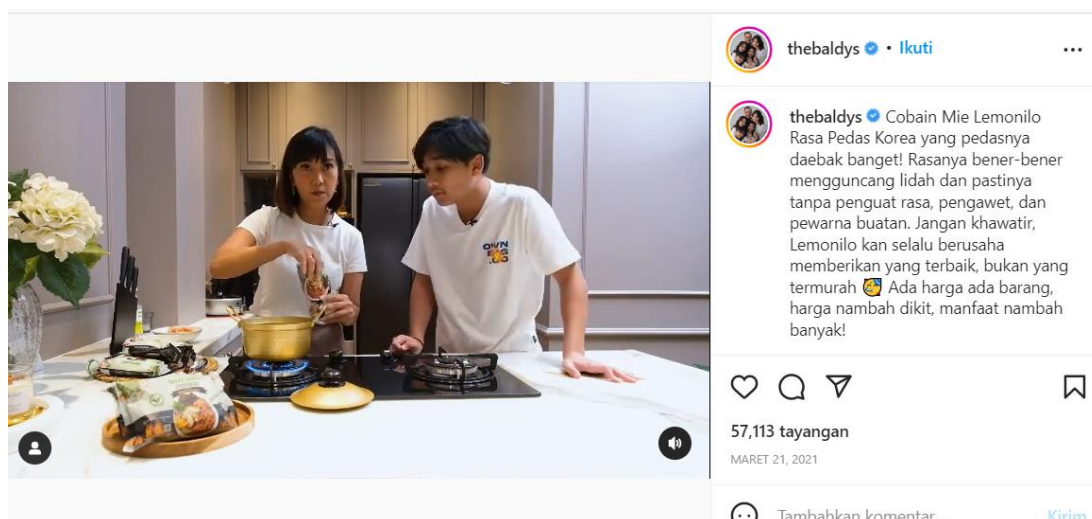 thebaldys • Ikuti
thebaldys Cobain Mie Lemonilo
Rasa Pedas Korea yang pedasnya
daebak banget! Rasanya bener-bener
mengguncang lidah dan pastinya
tanpa penguat rasa, pengawet, dan
pewarna buatan. Jangan khawatir,
Lemonilo kan selalu berusaha
memberikan yang terbaik, bukan yang
termurah 🥳 Ada harga ada barang,
harga nambah dikit, manfaat nambah
banyak!
57,113 tayangan
MARET 21, 2021
Tambahkan komentar...
Kirim
OWN